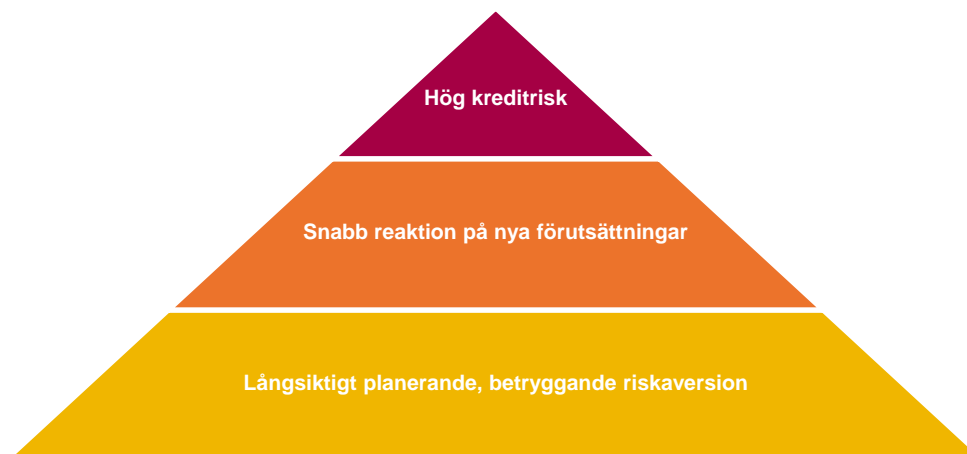 Hög kreditrisk
Snabb reaktion på nya förutsättningar
Långsiktigt planerande, betryggande riskaversion